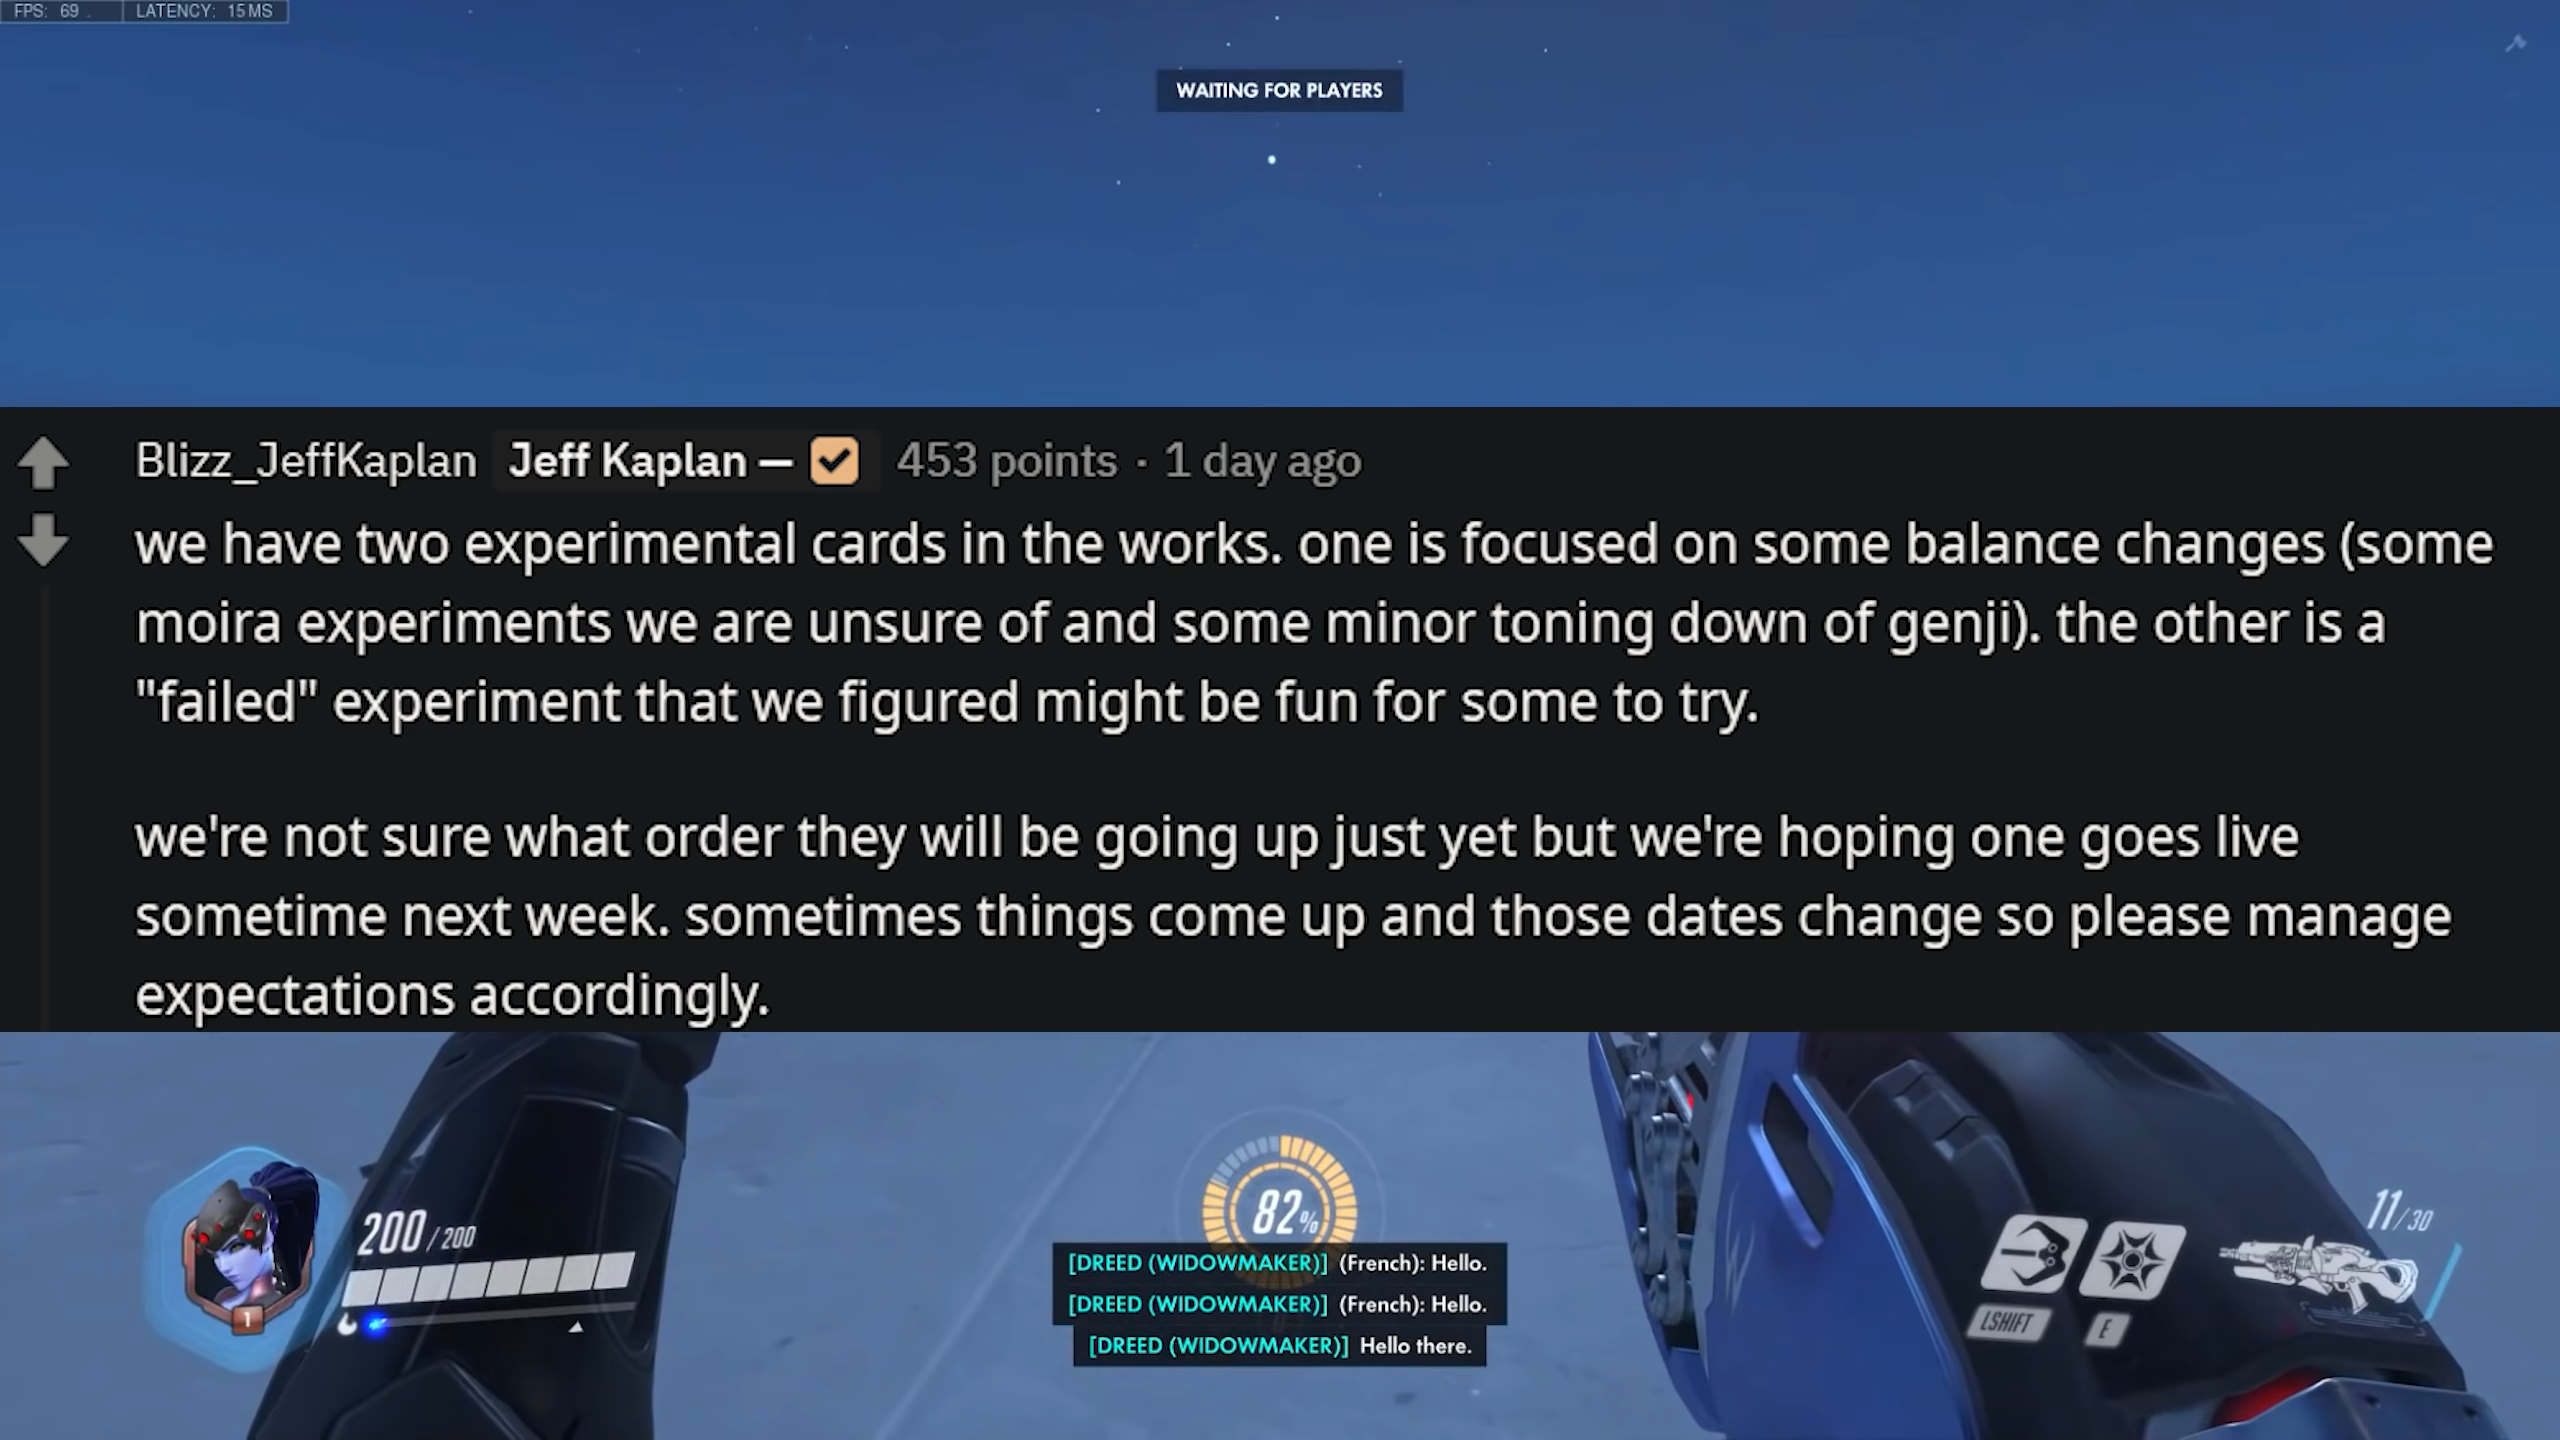 FPS: 69 LATENCY: 15 MS
WAITING FOR PLAYERS
Blizz_JeffKaplan Jeff Kaplan — 453 points · 1 day ago
we have two experimental cards in the works. one is focused on some balance changes (some
moira experiments we are unsure of and some minor toning down of genji). the other is a
"failed" experiment that we figured might be fun for some to try.
we're not sure what order they will be going up just yet but we're hoping one goes live
sometime next week. sometimes things come up and those dates change so please manage
expectations accordingly.
200/200
1
82%
[DREED (WIDOWMAKER)] (French): Hello.
[DREED (WIDOWMAKER)] (French): Hello.
[DREED (WIDOWMAKER)] Hello there.
11/30
LSHIFT E